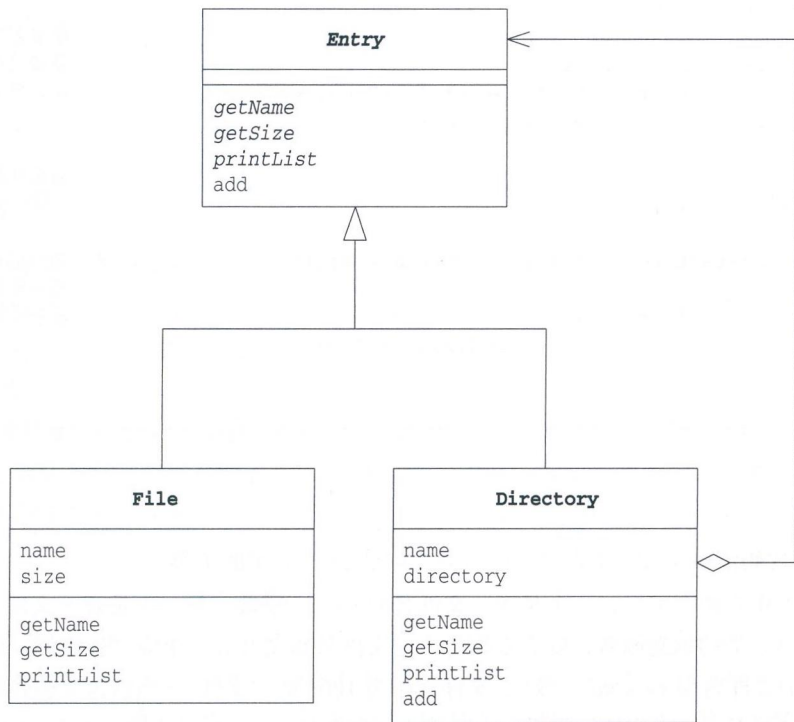 Entry
getName
getSize
printList
add
File
name
size
getName
getSize
printList
Directory
name
directory
getName
getSize
printList
add